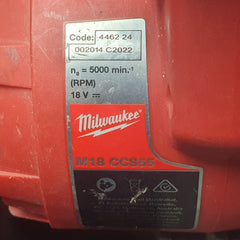 Code: 4462 24
002014 C2022
n₀ = 5000 min.⁻¹
(RPM)
18 V ⎓
Milwaukee
M18 CCS55